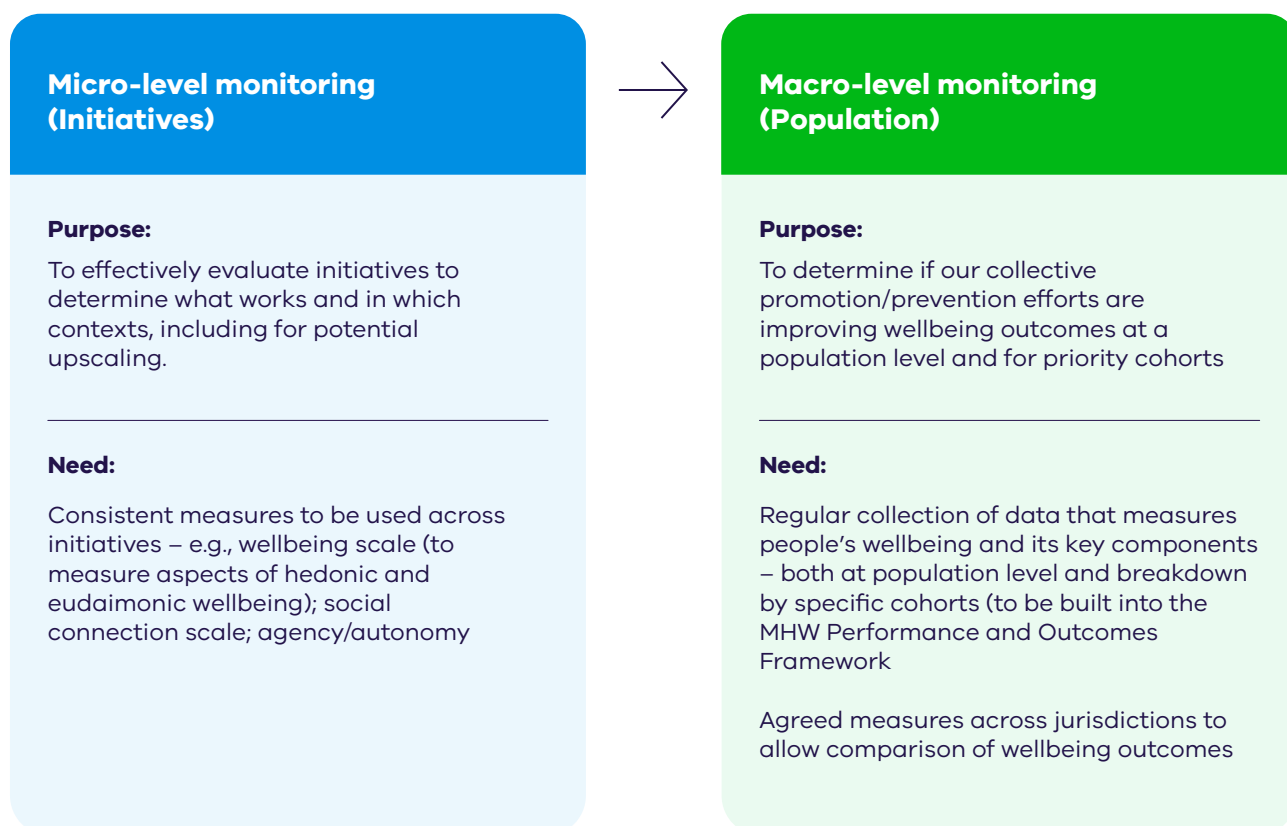 Micro-level monitoring
(Initiatives)
Purpose:
To effectively evaluate initiatives to
determine what works and in which
contexts, including for potential
upscaling.
Need:
Consistent measures to be used across
initiatives – e.g., wellbeing scale (to
measure aspects of hedonic and
eudaimonic wellbeing); social
connection scale; agency/autonomy
Macro-level monitoring
(Population)
Purpose:
To determine if our collective
promotion/prevention efforts are
improving wellbeing outcomes at a
population level and for priority cohorts
Need:
Regular collection of data that measures
people’s wellbeing and its key components
– both at population level and breakdown
by specific cohorts (to be built into the
MHW Performance and Outcomes
Framework
Agreed measures across jurisdictions to
allow comparison of wellbeing outcomes